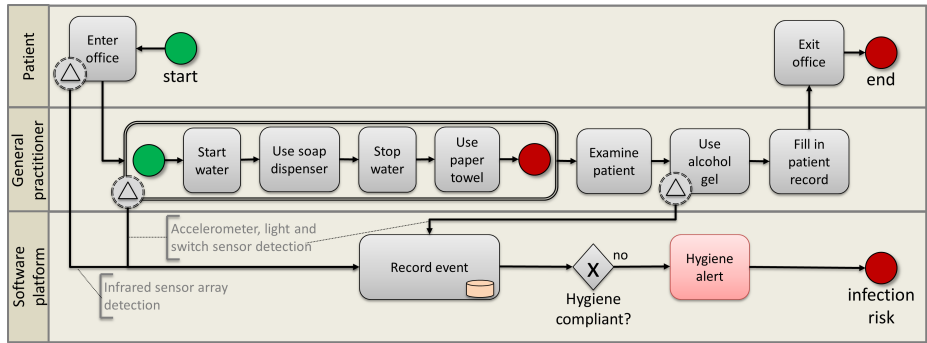 Patient
Enter
office
start
Exit
office
end
General
practitioner
Start
water
Use soap
dispenser
Stop
water
Use
paper
towel
Examine
patient
Use
alcohol
gel
Fill in
patient
record
Software
platform
Accelerometer, light and
switch sensor detection
Infrared sensor array
detection
Record event
X
no
Hygiene
compliant?
Hygiene
alert
infection
risk